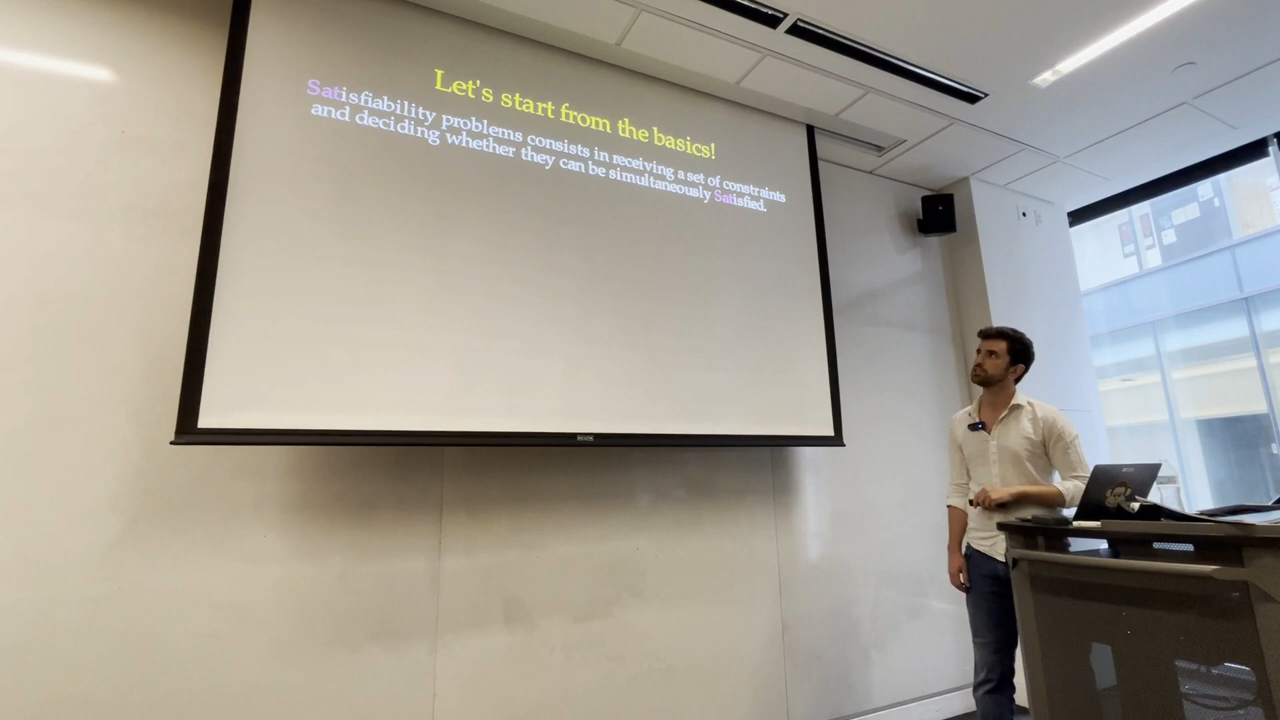 Let's start from the basics!
Satisfiability problems consists in receiving a set of constraints
and deciding whether they can be simultaneously Satisfied.